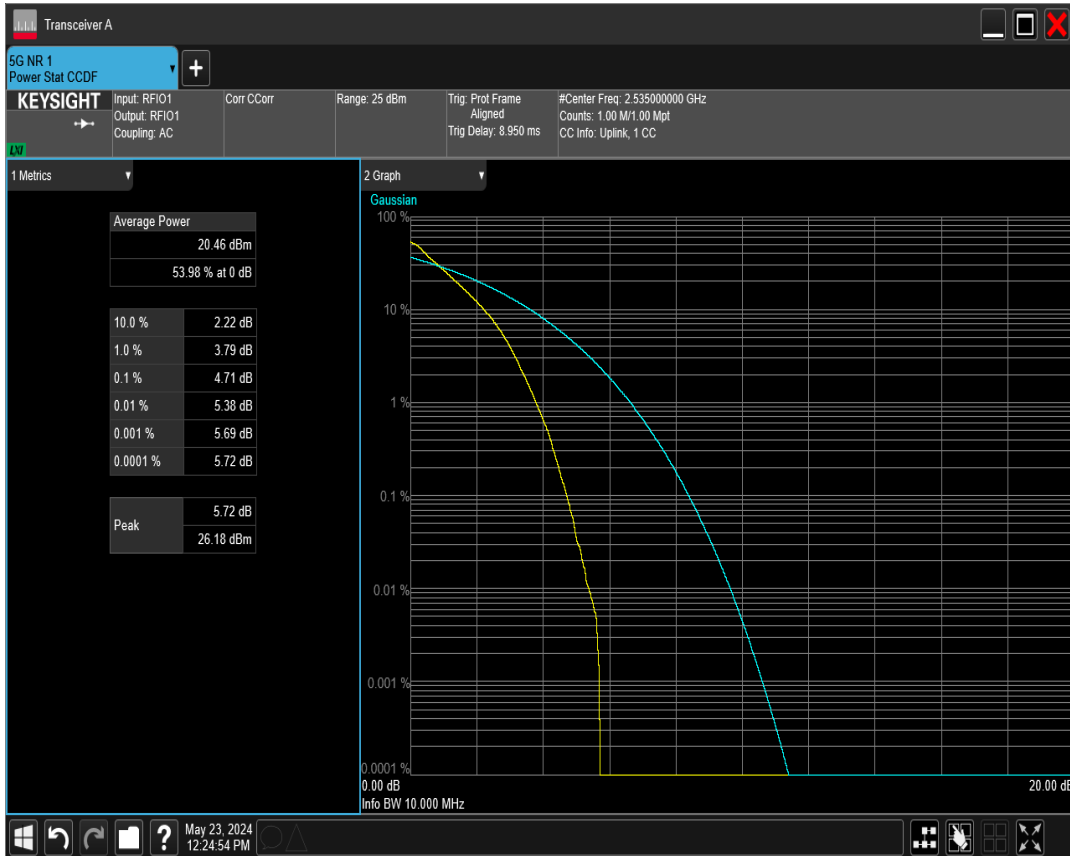 Transceiver A
5G NR 1
Power Stat CCDF
KEYSIGHT
LXI
Input: RFIO1
Output: RFIO1
Coupling: AC
Corr CCorr
Range: 25 dBm
Trig: Prot Frame
Aligned
Trig Delay: 8.950 ms
#Center Freq: 2.535000000 GHz
Counts: 1.00 M/1.00 Mpt
CC Info: Uplink, 1 CC
1 Metrics
Average Power
20.46 dBm
53.98 % at 0 dB
10.0 % 2.22 dB
1.0 % 3.79 dB
0.1 % 4.71 dB
0.01 % 5.38 dB
0.001 % 5.69 dB
0.0001 % 5.72 dB
Peak 5.72 dB
26.18 dBm
2 Graph
Gaussian
100 %
10 %
1 %
0.1 %
0.01 %
0.001 %
0.0001 %
0.00 dB 20.00 dB
Info BW 10.000 MHz
? May 23, 2024
12:24:54 PM